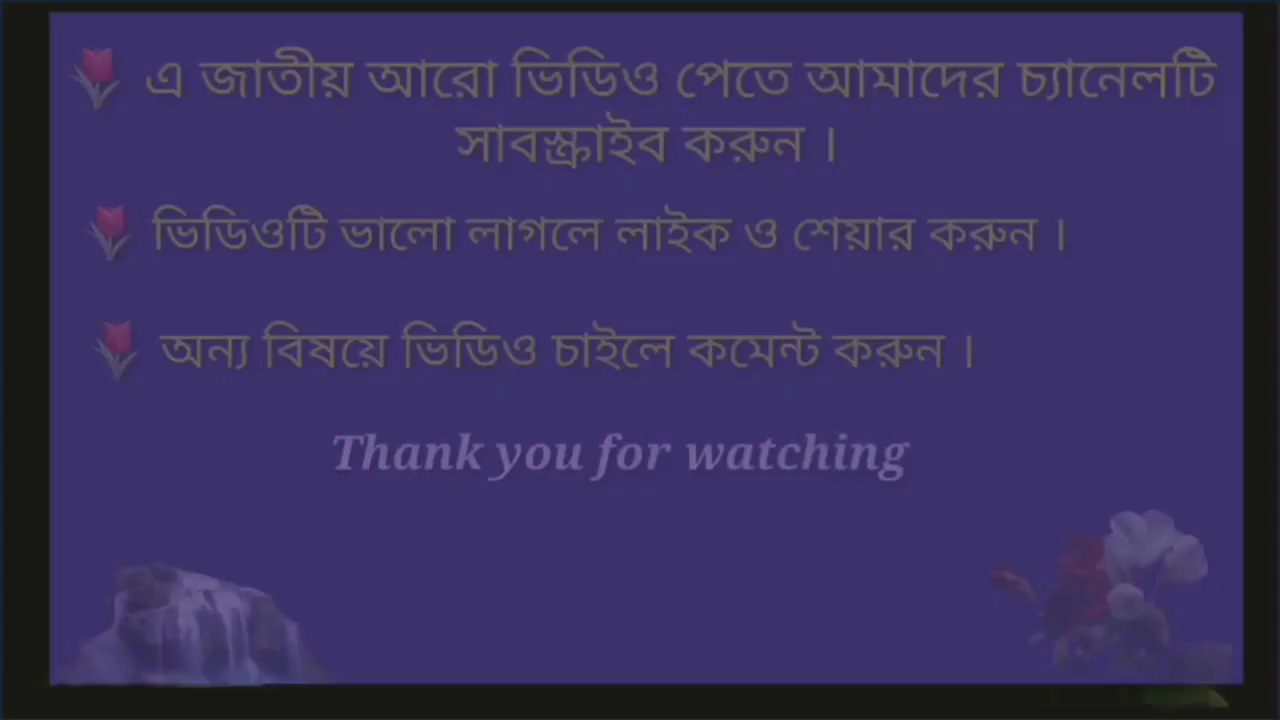 এ জাতীয় আরো ভিডিও পেতে আমাদের চ্যানেলটি
সাবস্ক্রাইব করুন ।
ভিডিওটি ভালো লাগলে লাইক ও শেয়ার করুন ।
অন্য বিষয়ে ভিডিও চাইলে কমেন্ট করুন ।
Thank you for watching